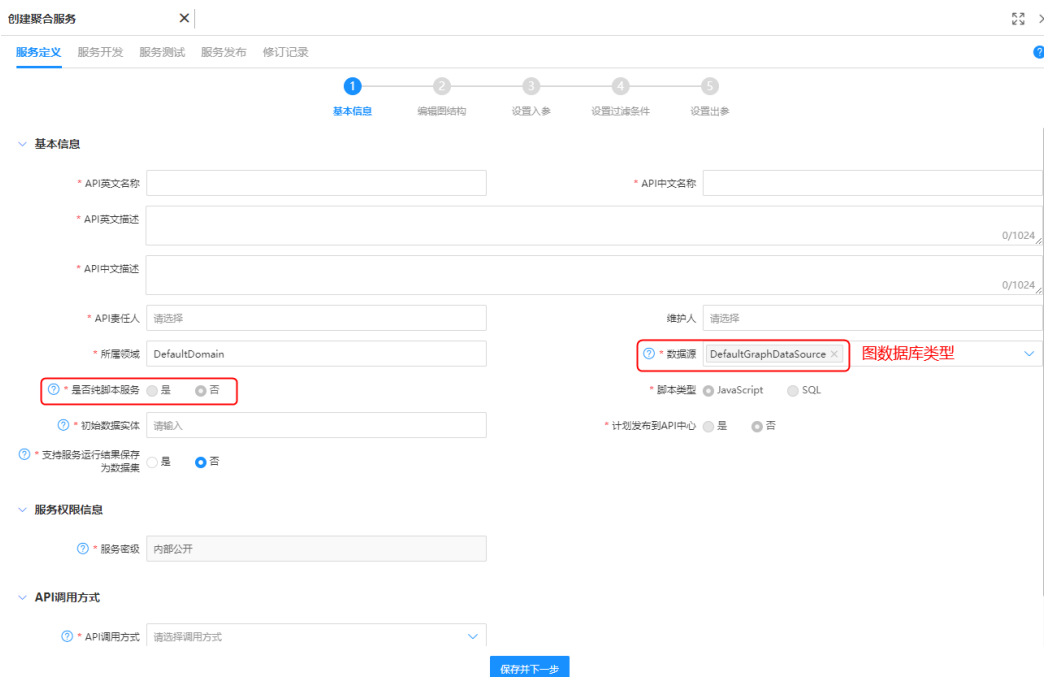 创建聚合服务
服务定义 服务开发 服务测试 服务发布 修订记录
1 2 3 4 5
基本信息 编辑图结构 设置入参 设置过滤条件 设置出参
基本信息
* API英文名称 * API中文名称
* API英文描述
0/1024
* API中文描述
0/1024
* API责任人 请选择 维护人 请选择
* 所属领域 DefaultDomain * 数据源 DefaultGraphDataSource 图数据库类型
* 是否纯脚本服务 是 否 * 脚本类型 JavaScript SQL
* 初始数据实体 请输入 * 计划发布到API中心 是 否
* 支持服务运行结果保存
为数据集 是 否
服务权限信息
* 服务密级 内部公开
API调用方式
* API调用方式 请选择调用方式
保存并下一步